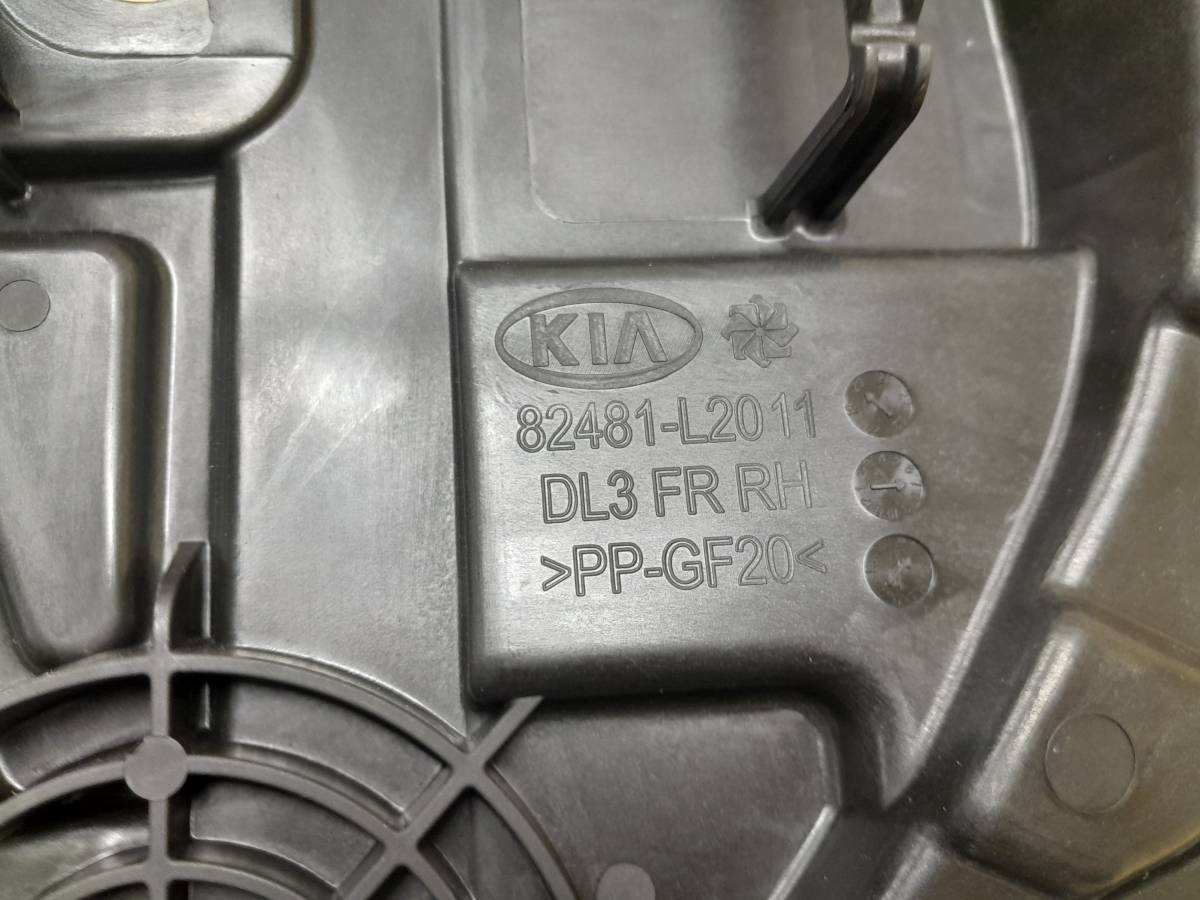 KIA
82481-L2011
DL3 FR RH
>PP-GF20<